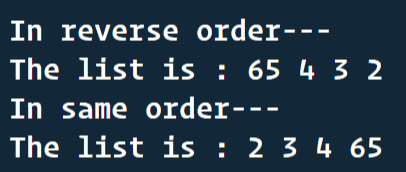 In reverse order---
The list is : 65 4 3 2
In same order---
The list is : 2 3 4 65